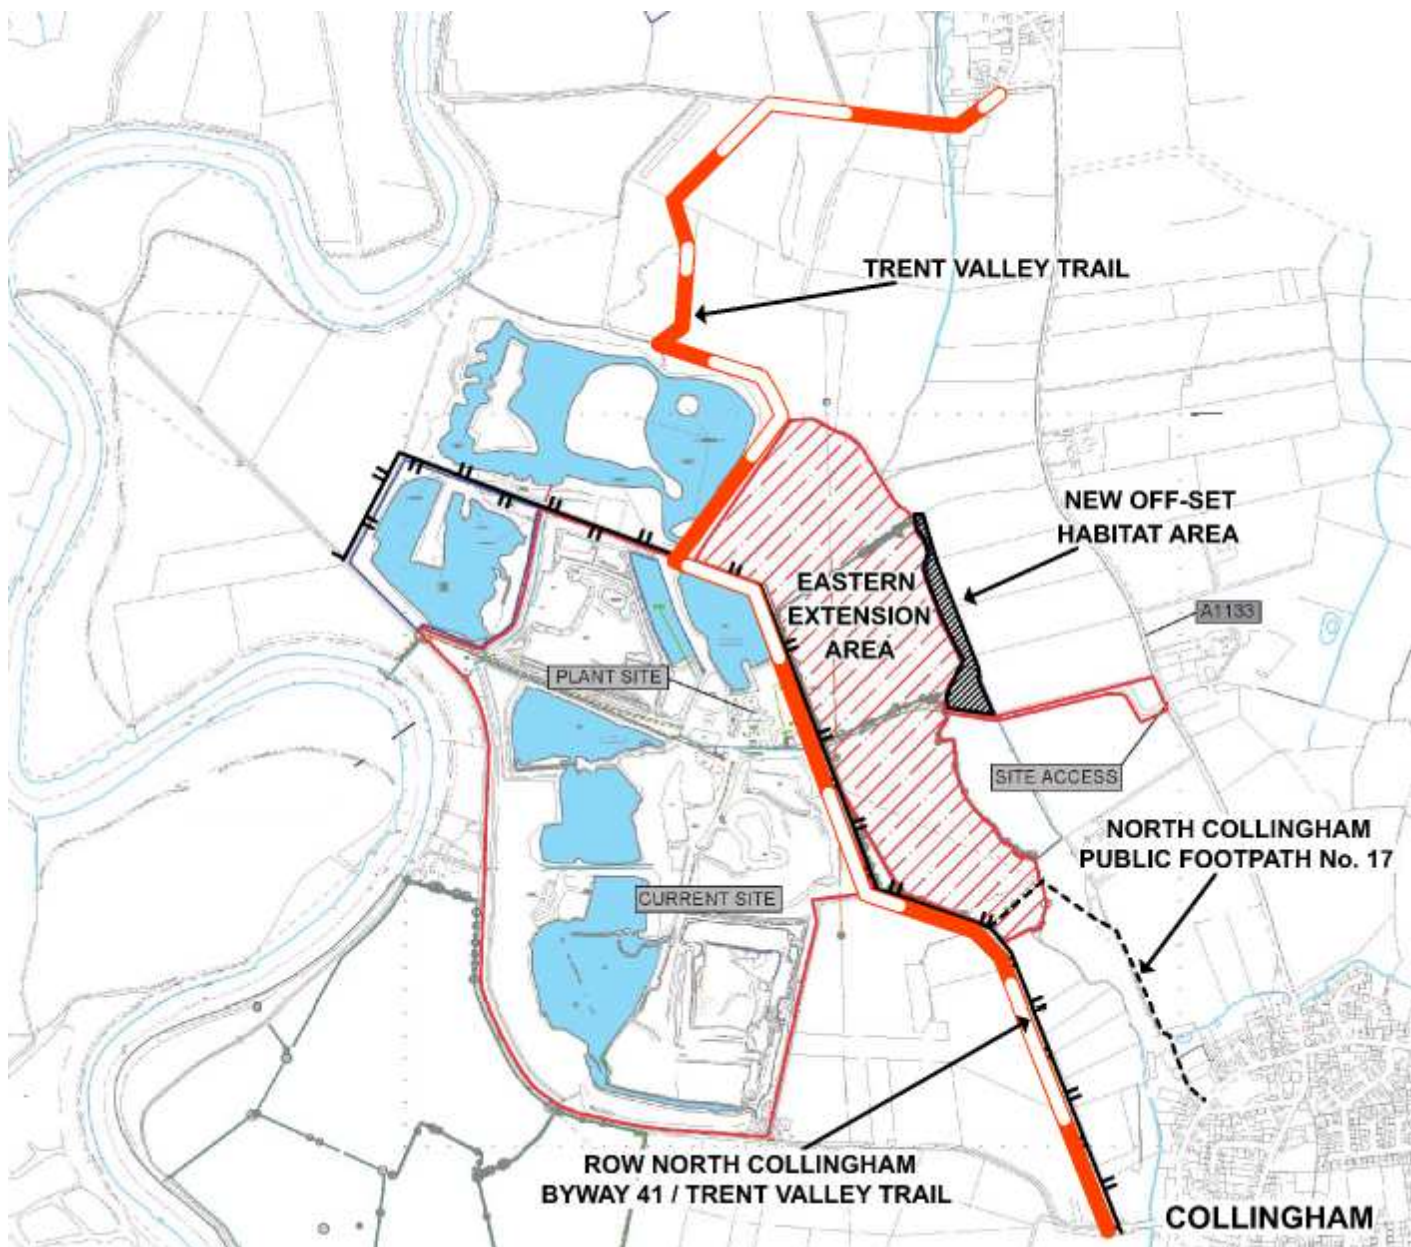 TRENT VALLEY TRAIL
NEW OFF-SET
HABITAT AREA
EASTERN
EXTENSION
AREA
A1133
PLANT SITE
SITE ACCESS
NORTH COLLINGHAM
PUBLIC FOOTPATH No. 17
CURRENT SITE
ROW NORTH COLLINGHAM
BYWAY 41 / TRENT VALLEY TRAIL
COLLINGHAM